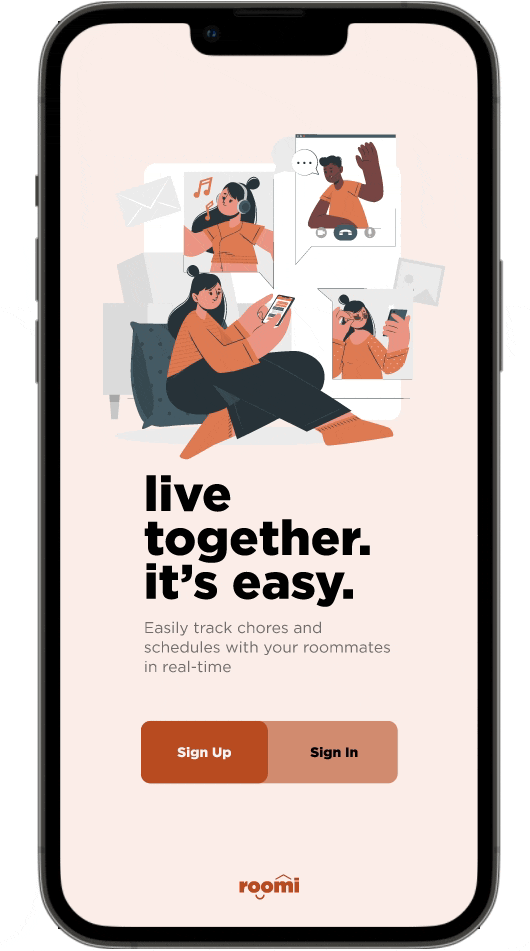 live
together.
it’s easy.
Easily track chores and
schedules with your roommates
in real-time
Sign Up
Sign In
roomi